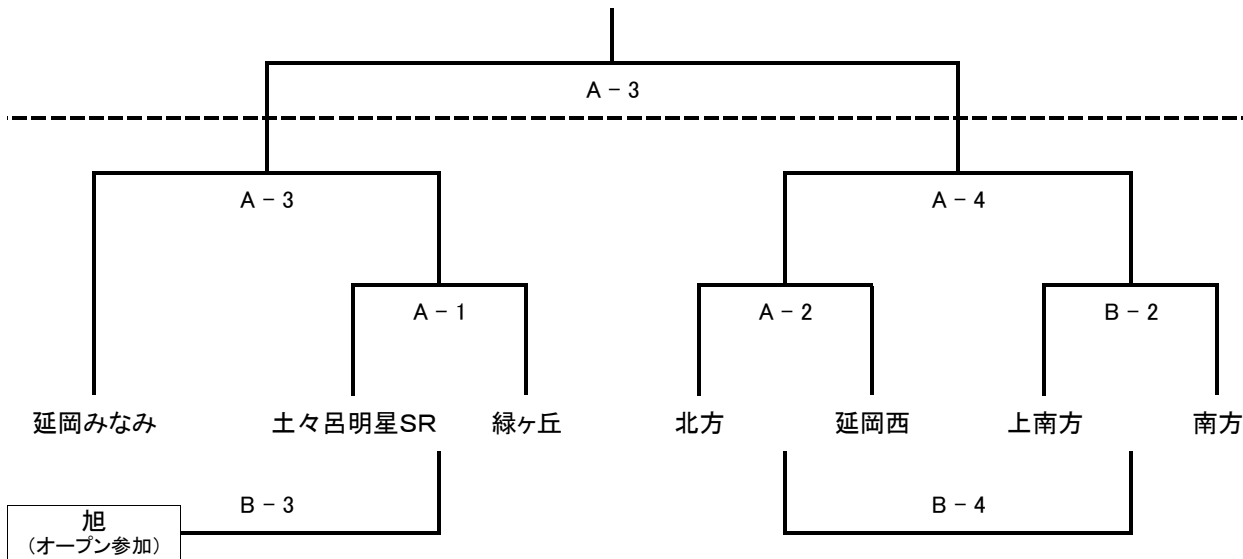 A－3
A－3
A－4
A－1
A－2
B－2
延岡みなみ
土々呂明星SR
緑ヶ丘
北方
延岡西
上南方
南方
B－3
B－4
旭
（オープン参加）